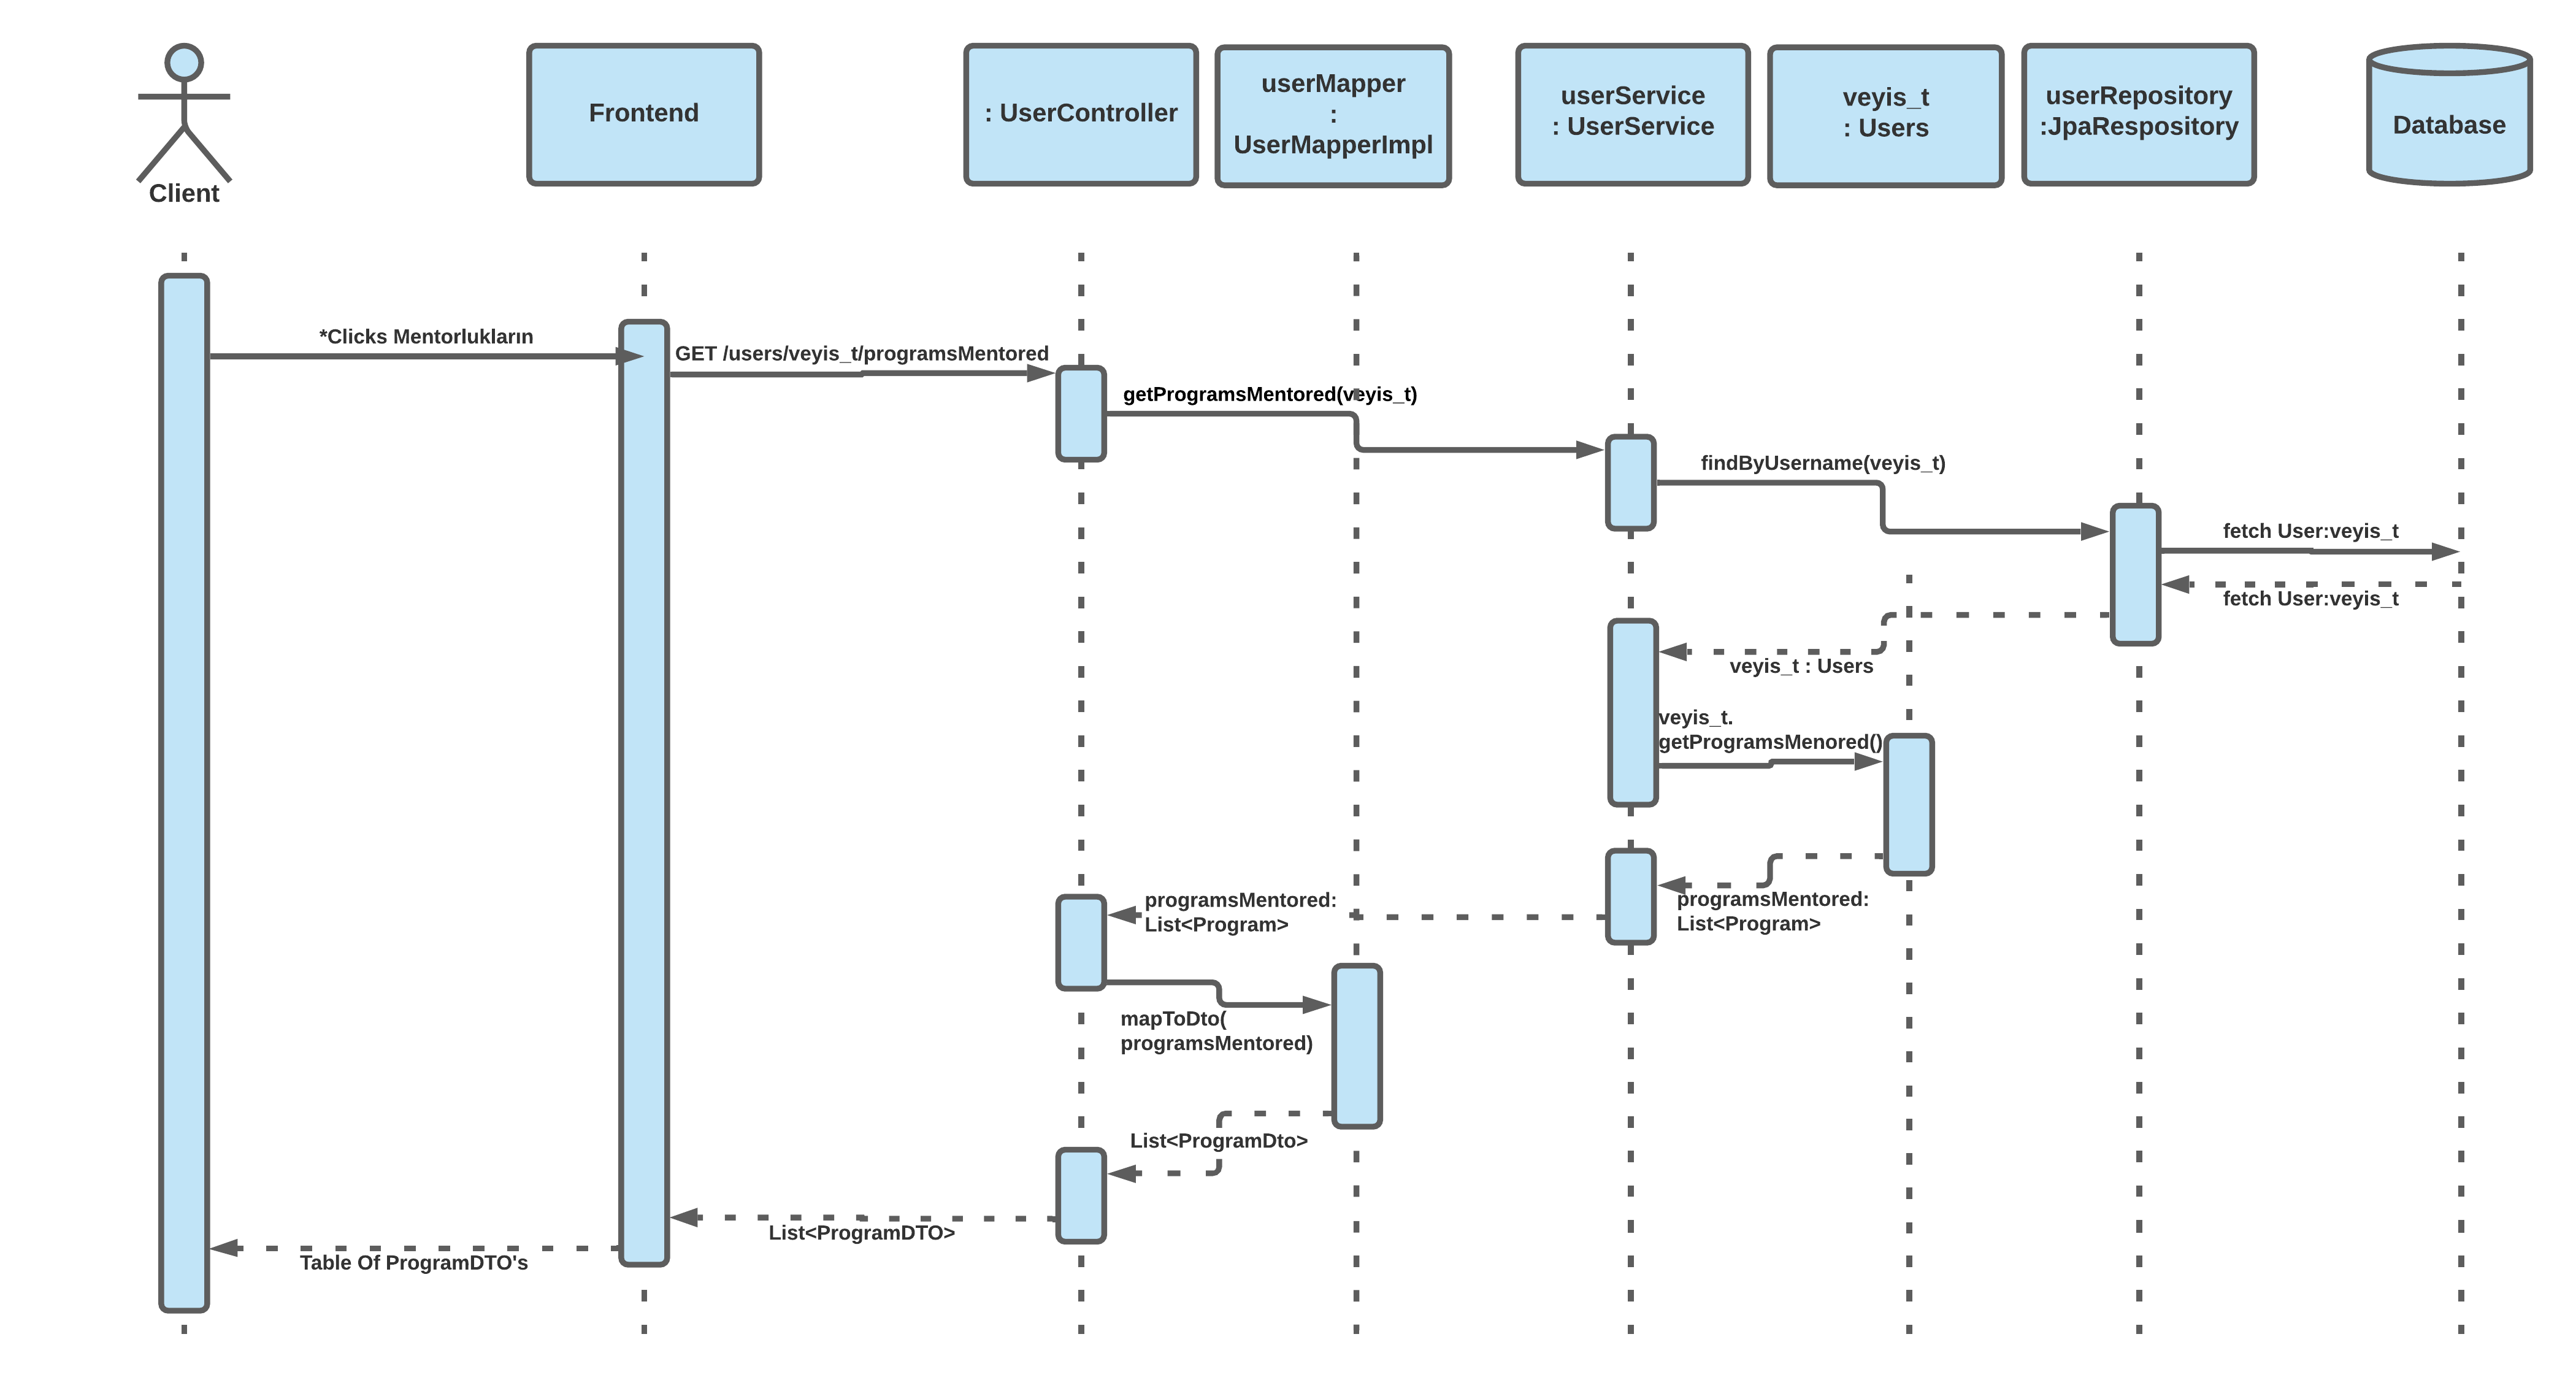 Client
Frontend
: UserController
userMapper
:
UserMapperImpl
userService
: UserService
veyis_t
: Users
userRepository
:JpaRespository
Database
*Clicks Mentorlukların
GET /users/veyis_t/programsMentored
getProgramsMentored(veyis_t)
findByUsername(veyis_t)
fetch User:veyis_t
fetch User:veyis_t
veyis_t : Users
veyis_t.
getProgramsMenored()
programsMentored:
List<Program>
programsMentored:
List<Program>
mapToDto(
programsMentored)
List<ProgramDto>
List<ProgramDTO>
Table Of ProgramDTO's